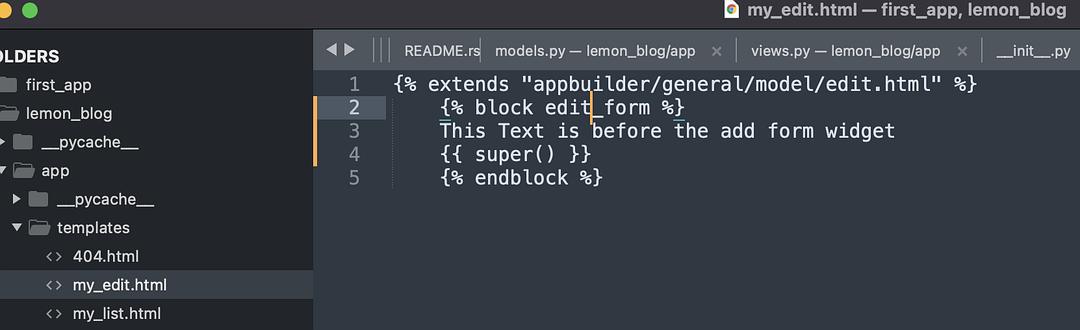 my_edit.html — first_app, lemon_blog
OLDERS
first_app
lemon_blog
__pycache__
app
__pycache__
templates
<> 404.html
<> my_edit.html
<> my_list.html
README.rs models.py — lemon_blog/app × views.py — lemon_blog/app × __init__.py
1 {% extends "appbuilder/general/model/edit.html" %}
2 {% block edit_form %}
3 This Text is before the add form widget
4 {{ super() }}
5 {% endblock %}